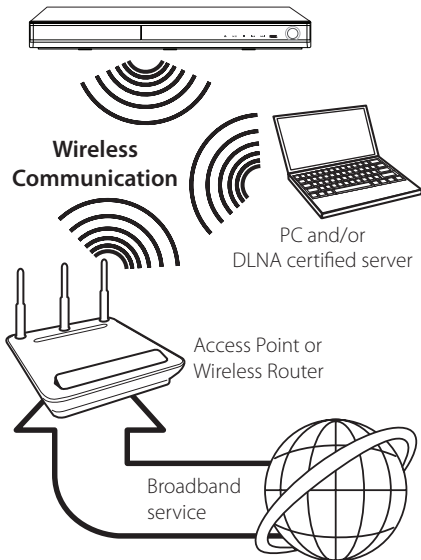 Wireless
Communication
PC and/or
DLNA certified server
Access Point or
Wireless Router
Broadband
service